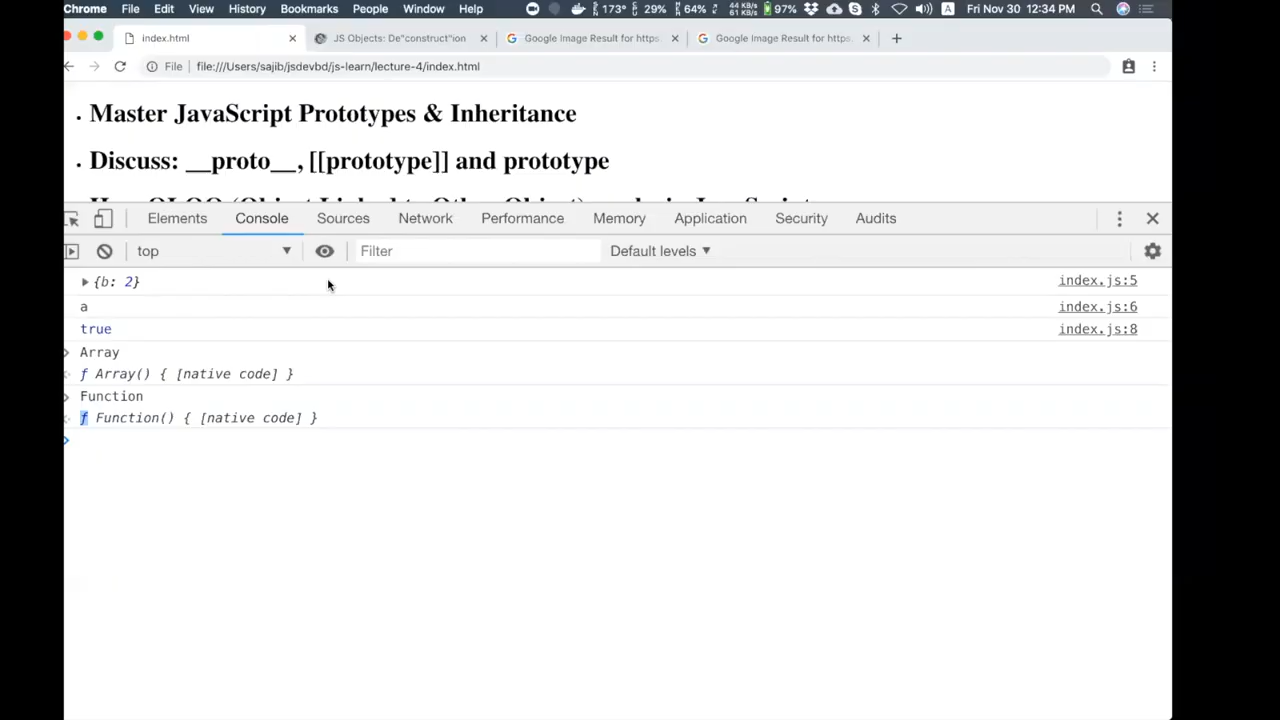 Chrome File Edit View History Bookmarks People Window Help 173° 29% 64% 44 KB/s 61 KB/s 97% A Fri Nov 30 12:34 PM
index.html JS Objects: De"construct"ion Google Image Result for https: Google Image Result for https:
File file:///Users/sajib/jsdevbd/js-learn/lecture-4/index.html
• Master JavaScript Prototypes & Inheritance
• Discuss: __proto__, [[prototype]] and prototype
Elements Console Sources Network Performance Memory Application Security Audits
top Filter Default levels
{b: 2} index.js:5
a index.js:6
true index.js:8
Array
ƒ Array() { [native code] }
Function
ƒ Function() { [native code] }